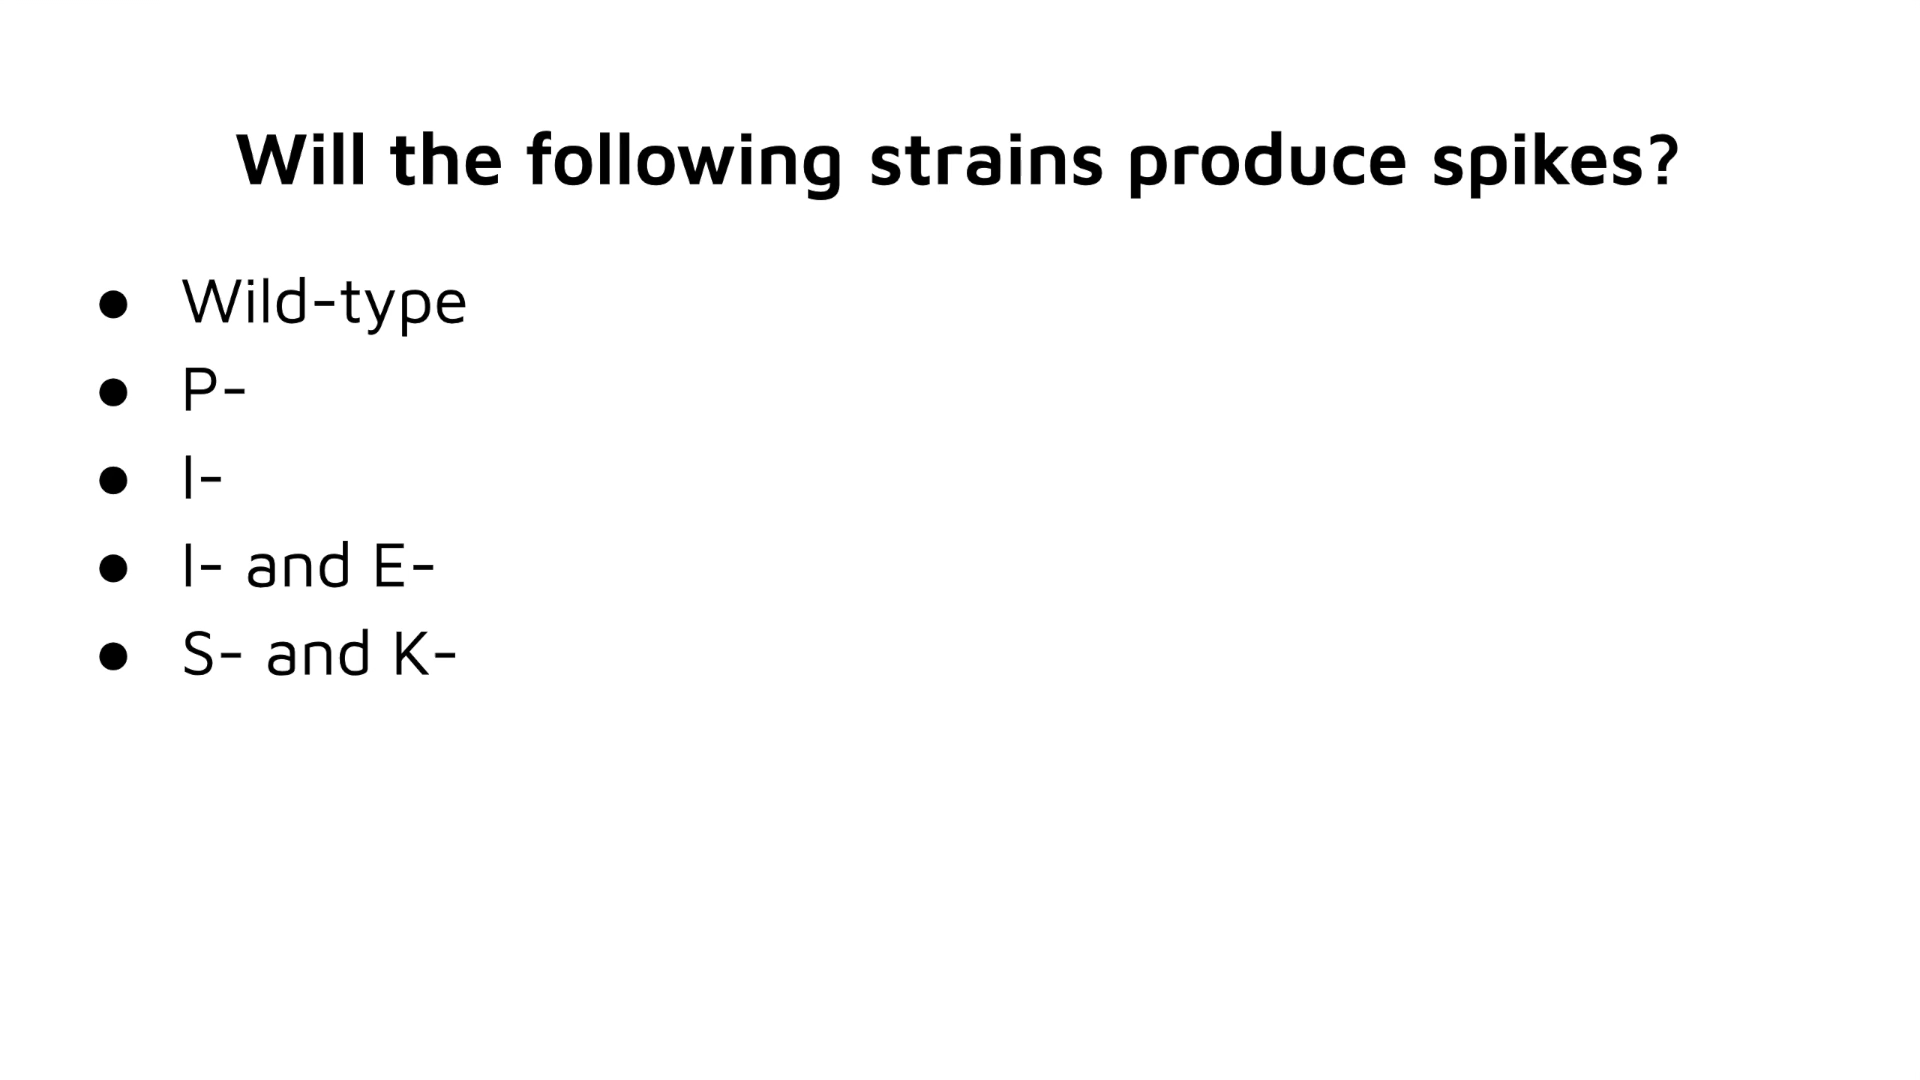 Will the following strains produce spikes?
● Wild-type
● P-
● I-
● I- and E-
● S- and K-